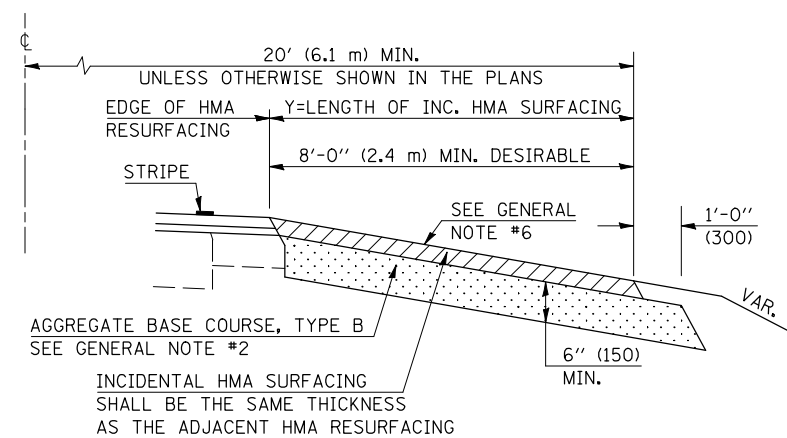 ℄
20' (6.1 m) MIN.
UNLESS OTHERWISE SHOWN IN THE PLANS
EDGE OF HMA
RESURFACING
Y=LENGTH OF INC. HMA SURFACING
8'-0" (2.4 m) MIN. DESIRABLE
STRIPE
SEE GENERAL
NOTE #6
1'-0"
(300)
VAR.
AGGREGATE BASE COURSE, TYPE B
SEE GENERAL NOTE #2
6" (150)
MIN.
INCIDENTAL HMA SURFACING
SHALL BE THE SAME THICKNESS
AS THE ADJACENT HMA RESURFACING